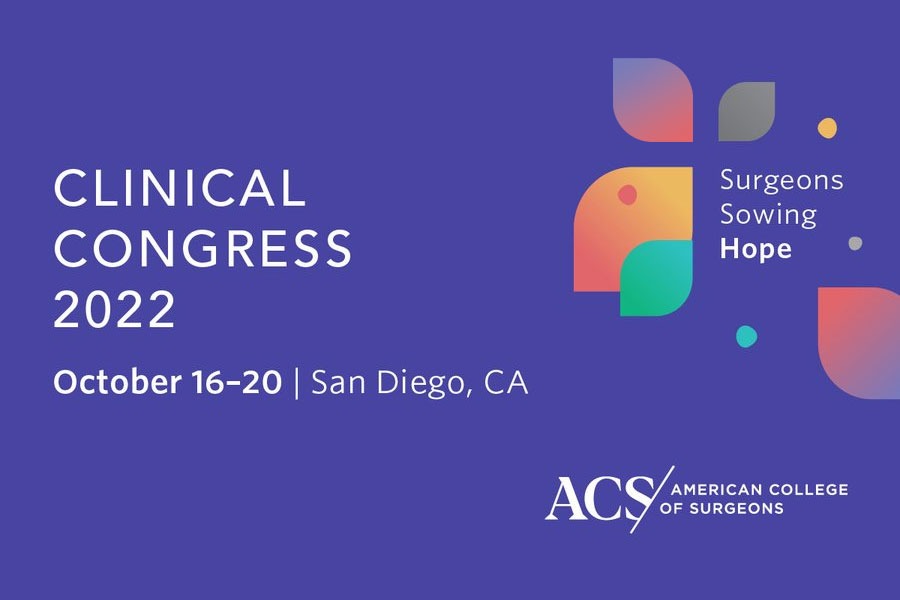 CLINICAL
CONGRESS
2022
October 16–20 | San Diego, CA
Surgeons
Sowing
Hope
ACS AMERICAN COLLEGE
OF SURGEONS